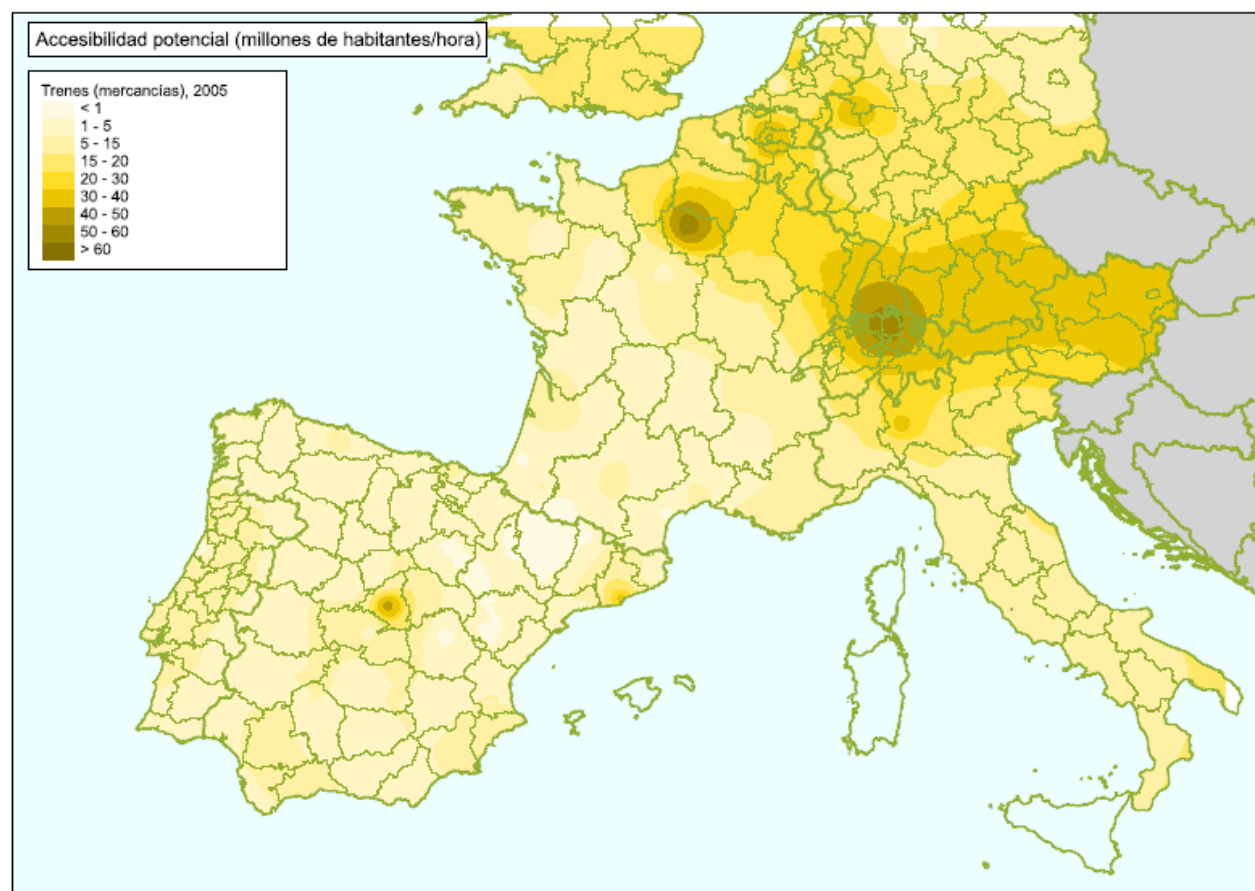 Accesibilidad potencial (millones de habitantes/hora)
Trenes (mercancías), 2005
< 1
1 - 5
5 - 15
15 - 20
20 - 30
30 - 40
40 - 50
50 - 60
> 60